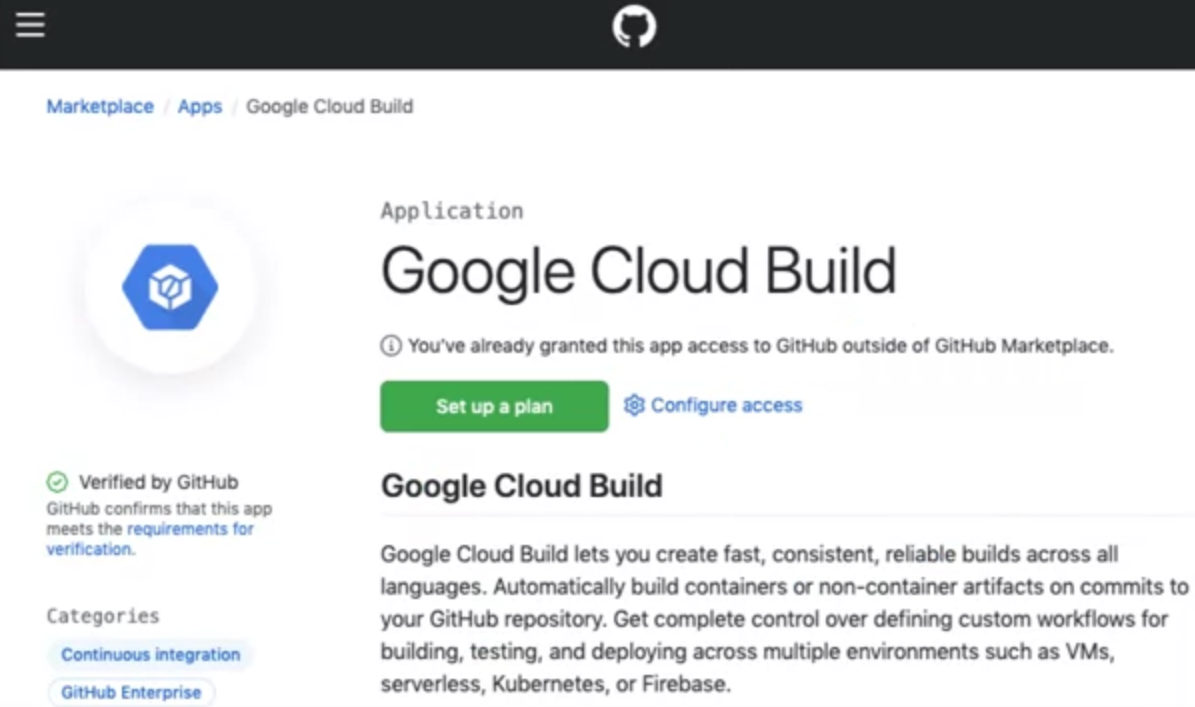 Marketplace / Apps / Google Cloud Build
Application
Google Cloud Build
You've already granted this app access to GitHub outside of GitHub Marketplace.
Set up a plan
Configure access
Verified by GitHub
GitHub confirms that this app
meets the requirements for
verification.
Categories
Continuous integration
GitHub Enterprise
Google Cloud Build
Google Cloud Build lets you create fast, consistent, reliable builds across all
languages. Automatically build containers or non-container artifacts on commits to
your GitHub repository. Get complete control over defining custom workflows for
building, testing, and deploying across multiple environments such as VMs,
serverless, Kubernetes, or Firebase.